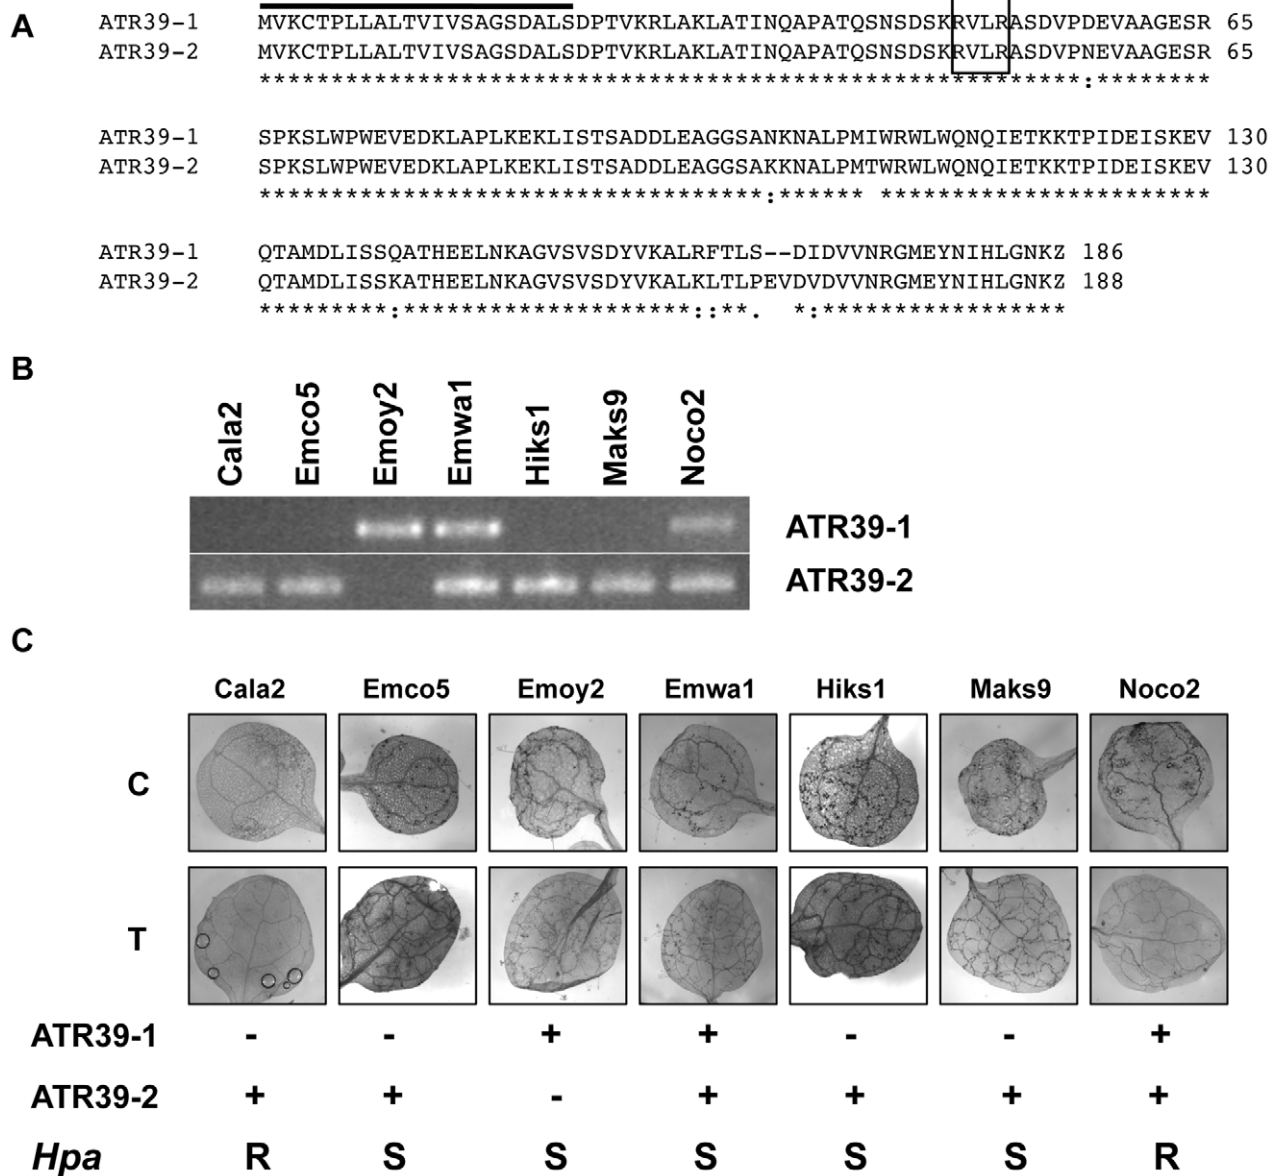 A
ATR39-1 MVKCTPLLALTVIVSAGSDALSDPTVKRLAKLATINQAPATQSNSDSKRVLRASDVPDEVAAGESR 65
ATR39-2 MVKCTPLLALTVIVSAGSDALSDPTVKRLAKLATINQAPATQSNSDSKRVLRASDVPNEVAAGESR 65
*********************************************************:********
ATR39-1 SPKSLWPWEVEDKLAPLKEKLISTSADDLEAGGSANKNALPMIWRWLWQNQIETKKTPIDEISKEV 130
ATR39-2 SPKSLWPWEVEDKLAPLKEKLISTSADDLEAGGSAKKNALPMTWRWLWQNQIETKKTPIDEISKEV 130
***********************************:****** ***********************
ATR39-1 QTAMDLISSQATHEELNKAGVSVSDYVKALRFTLS--DIDVVNRGMEYNIHLGNKZ 186
ATR39-2 QTAMDLISSKATHEELNKAGVSVSDYVKALKLTLPEVDVDVVNRGMEYNIHLGNKZ 188
*********:********************::**.  *:*****************
B
Cala2 Emco5 Emoy2 Emwa1 Hiks1 Maks9 Noco2
ATR39-1
ATR39-2
C
Cala2 Emco5 Emoy2 Emwa1 Hiks1 Maks9 Noco2
C
T
ATR39-1 - - + + - - +
ATR39-2 + + - + + + +
Hpa R S S S S S R